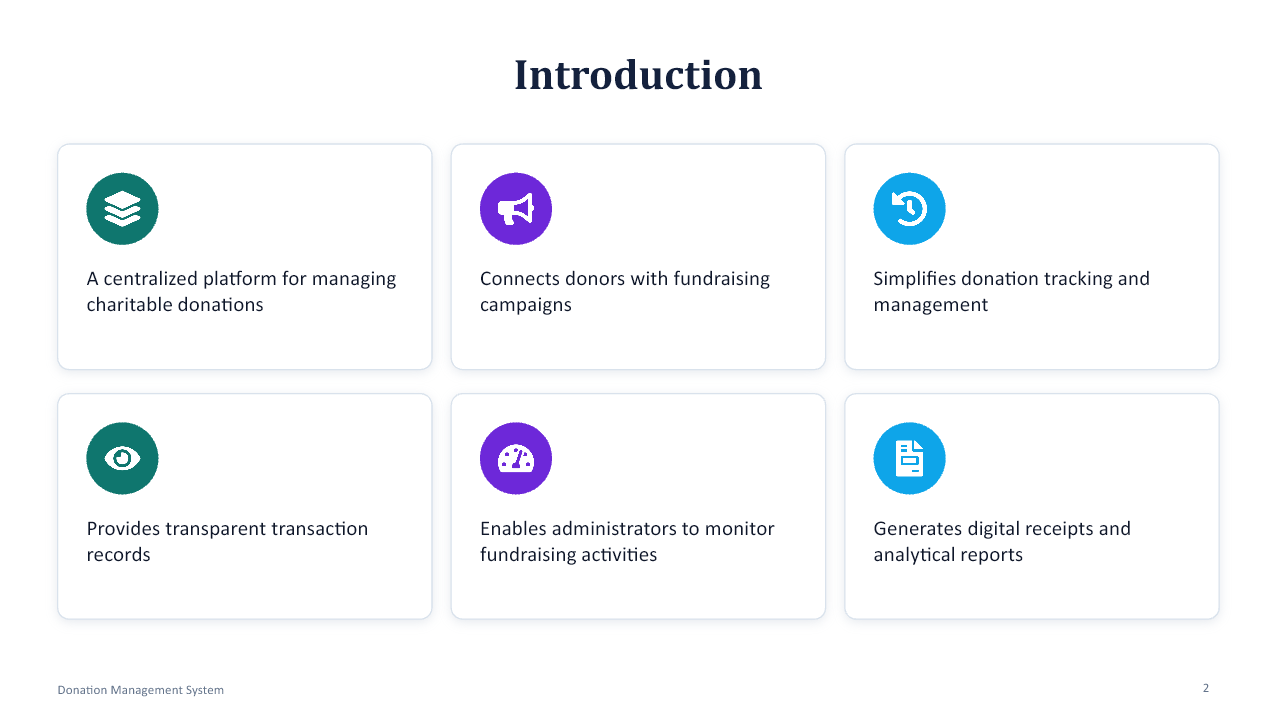 Introduction
A centralized platform for managing
charitable donations
Connects donors with fundraising
campaigns
Simplifies donation tracking and
management
Provides transparent transaction
records
Enables administrators to monitor
fundraising activities
Generates digital receipts and
analytical reports
Donation Management System
2